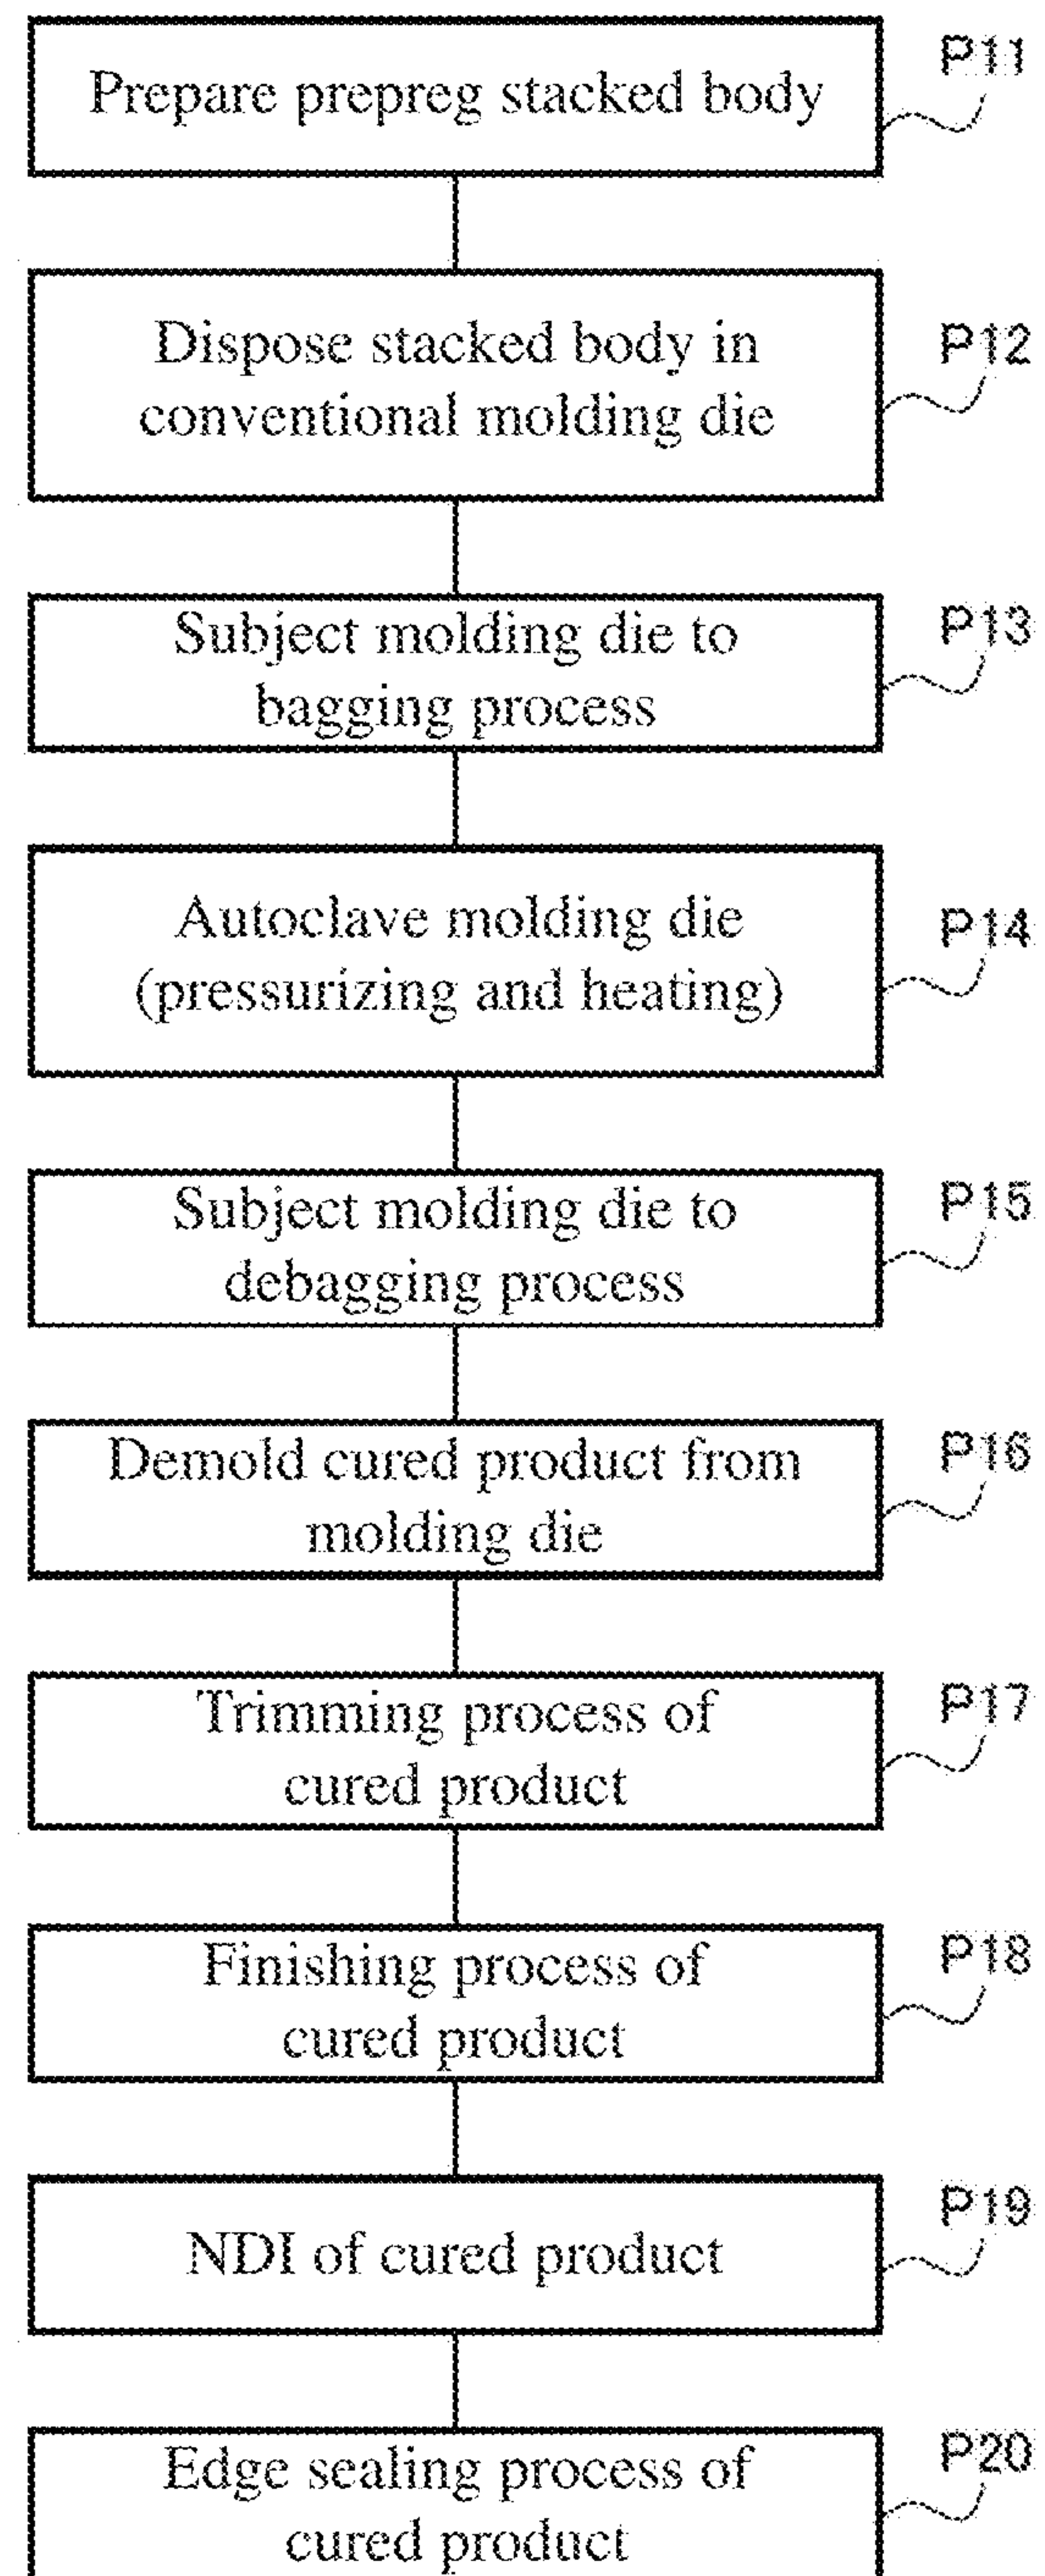 Prepare prepreg stacked body
P11
Dispose stacked body in
conventional molding die
P12
Subject molding die to
bagging process
P13
Autoclave molding die
(pressurizing and heating)
P14
Subject molding die to
debagging process
P15
Demold cured product from
molding die
P16
Trimming process of
cured product
P17
Finishing process of
cured product
P18
NDI of cured product
P19
Edge sealing process of
cured product
P20